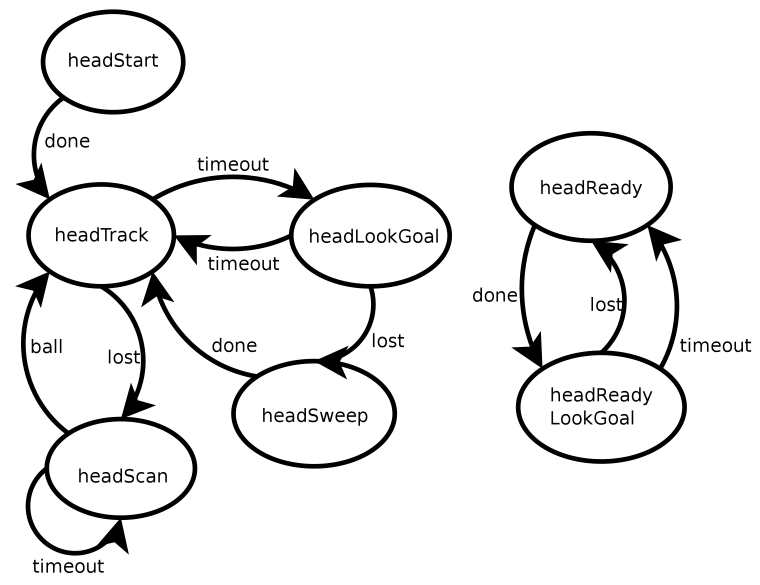 headStart
done
timeout
headTrack
headLookGoal
timeout
ball
lost
done
lost
headSweep
headScan
timeout
headReady
done
lost
timeout
headReady
LookGoal